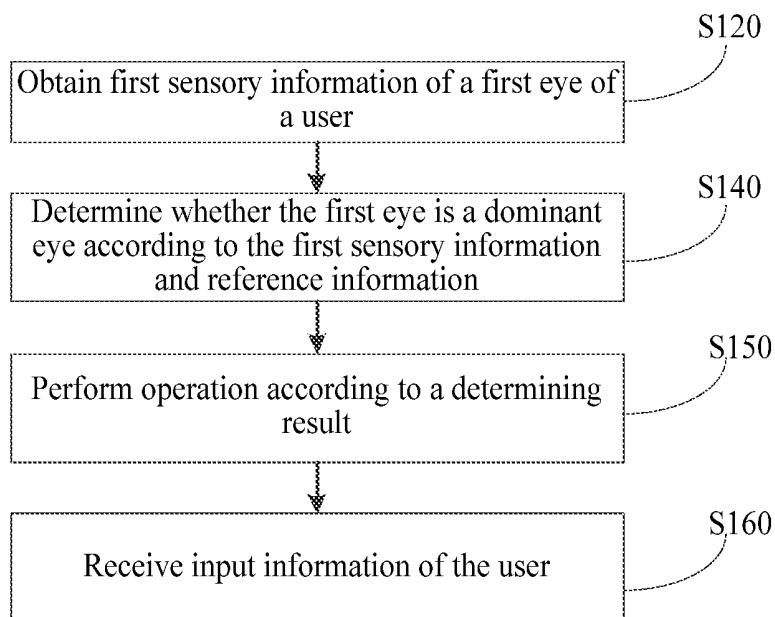 S120
Obtain first sensory information of a first eye of
a user
S140
Determine whether the first eye is a dominant
eye according to the first sensory information
and reference information
S150
Perform operation according to a determining
result
S160
Receive input information of the user